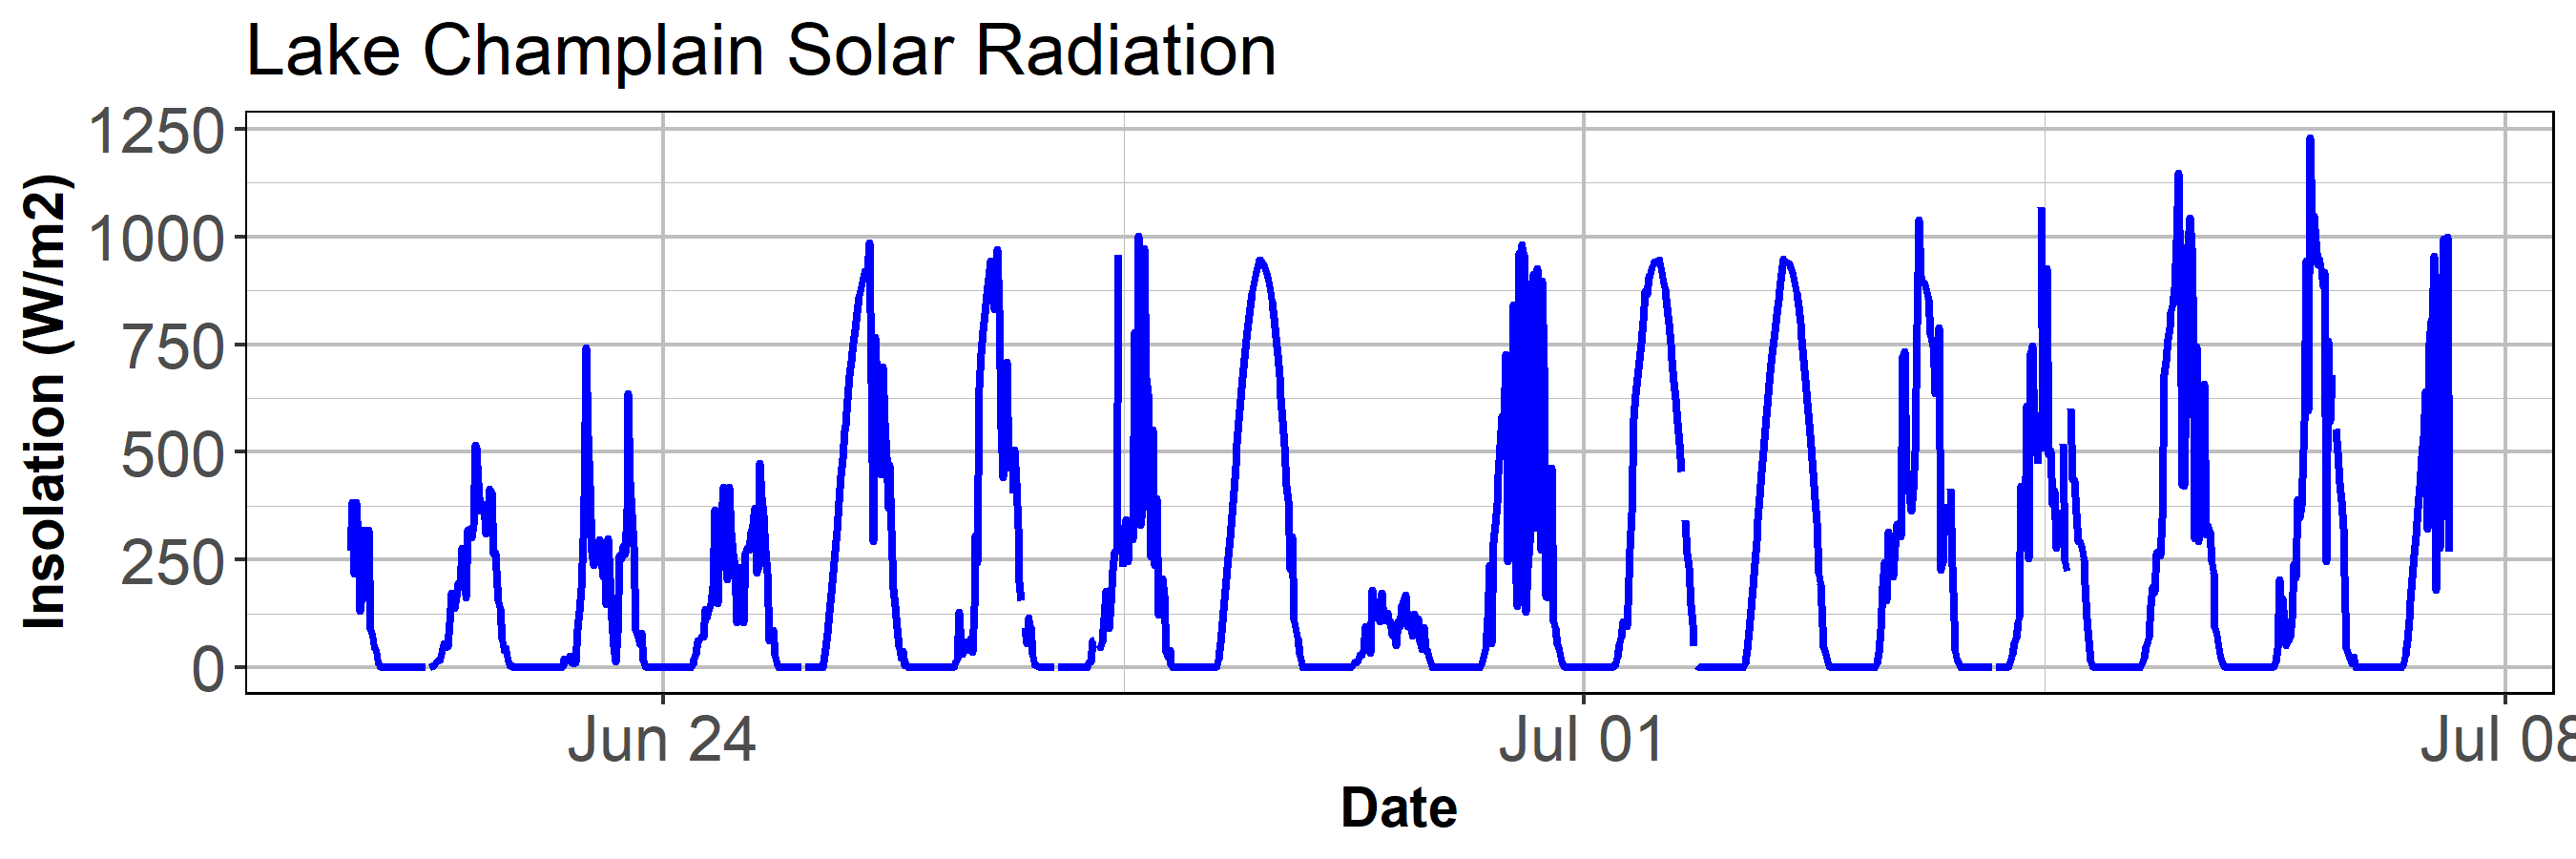 Lake Champlain Solar Radiation
1250
1000
750
500
250
0
Insolation (W/m2)
Jun 24
Jul 01
Jul 08
Date